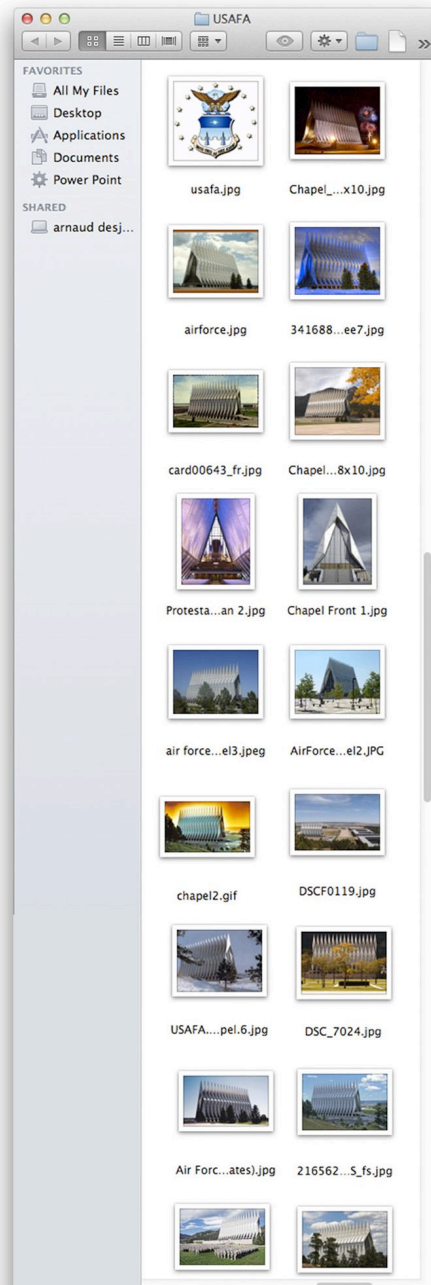 USAFA
FAVORITES
All My Files
Desktop
Applications
Documents
Power Point
SHARED
arnaud desj...
usafa.jpg
Chapel_...x10.jpg
airforce.jpg
341688...ee7.jpg
card00643_fr.jpg
Chapel...8x10.jpg
Protesta...an 2.jpg
Chapel Front 1.jpg
air force...el3.jpeg
AirForce...el2.JPG
chapel2.gif
DSCF0119.jpg
USAFA....pel.6.jpg
DSC_7024.jpg
Air Forc...ates).jpg
216562...S_fs.jpg